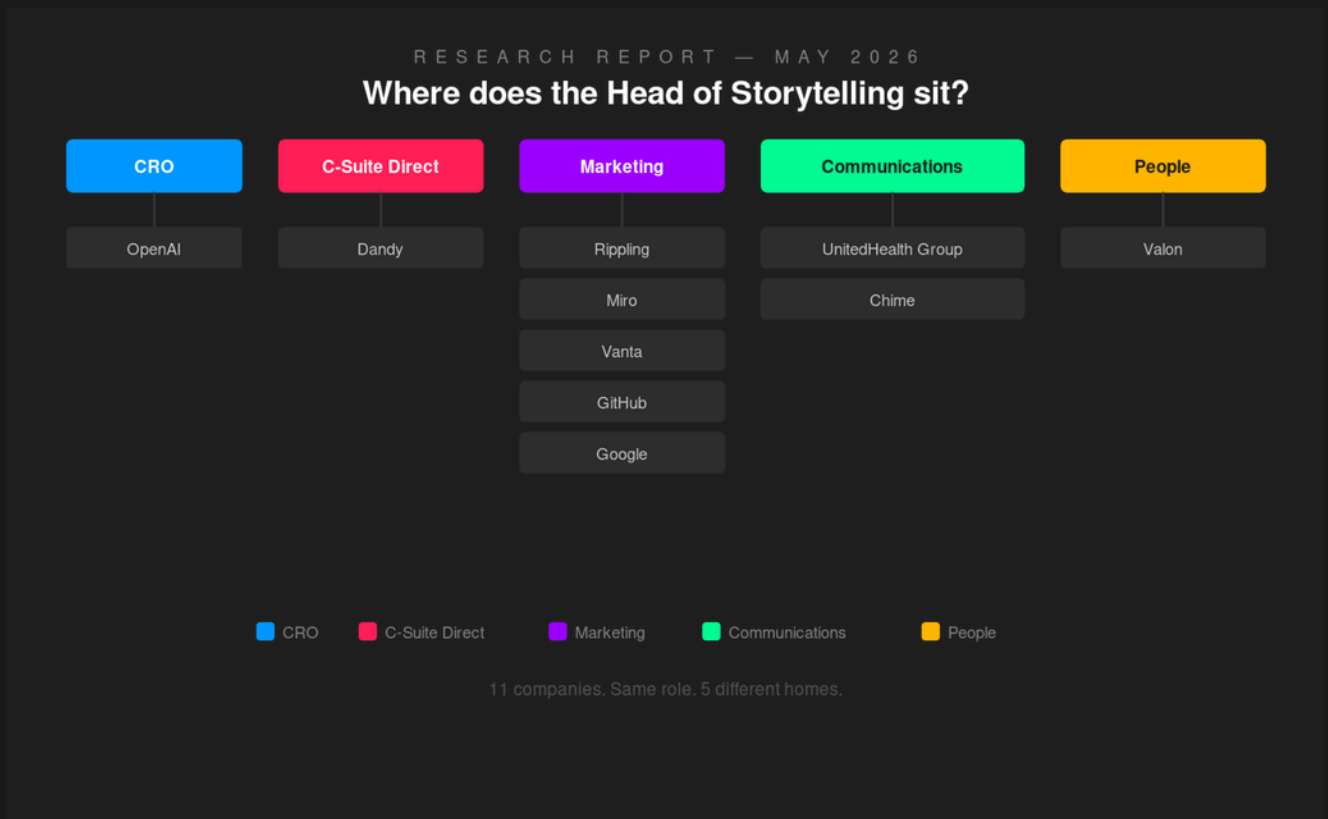 RESEARCH REPORT — MAY 2026
Where does the Head of Storytelling sit?
CRO
C-Suite Direct
Marketing
Communications
People
OpenAI
Dandy
Rippling
UnitedHealth Group
Valon
Miro
Chime
Vanta
GitHub
Google
CRO
C-Suite Direct
Marketing
Communications
People
11 companies. Same role. 5 different homes.